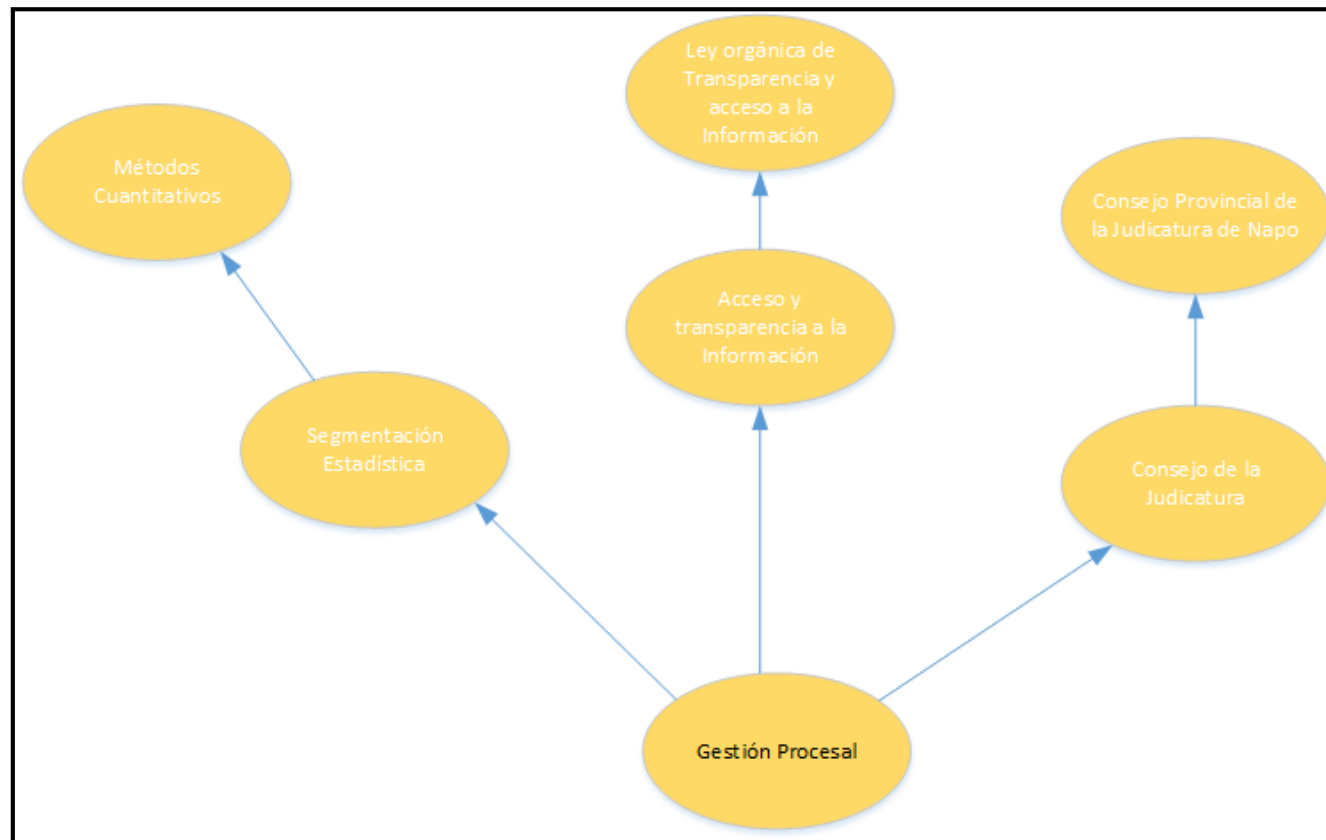 Ley orgánica de
Transparencia y
acceso a la
Información
Métodos
Cuantitativos
Consejo Provincial de
la Judicatura de Napo
Acceso y
transparencia a la
Información
Segmentación
Estadística
Consejo de la
Judicatura
Gestión Procesal